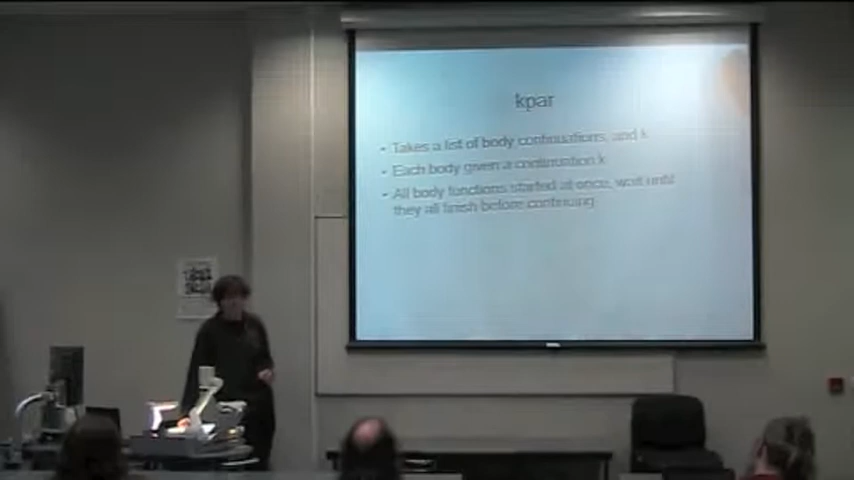 kpar
- Takes a list of body continuations, and k
- Each body given a continuation k
- All body functions started at once, wait until
they all finish before continuing